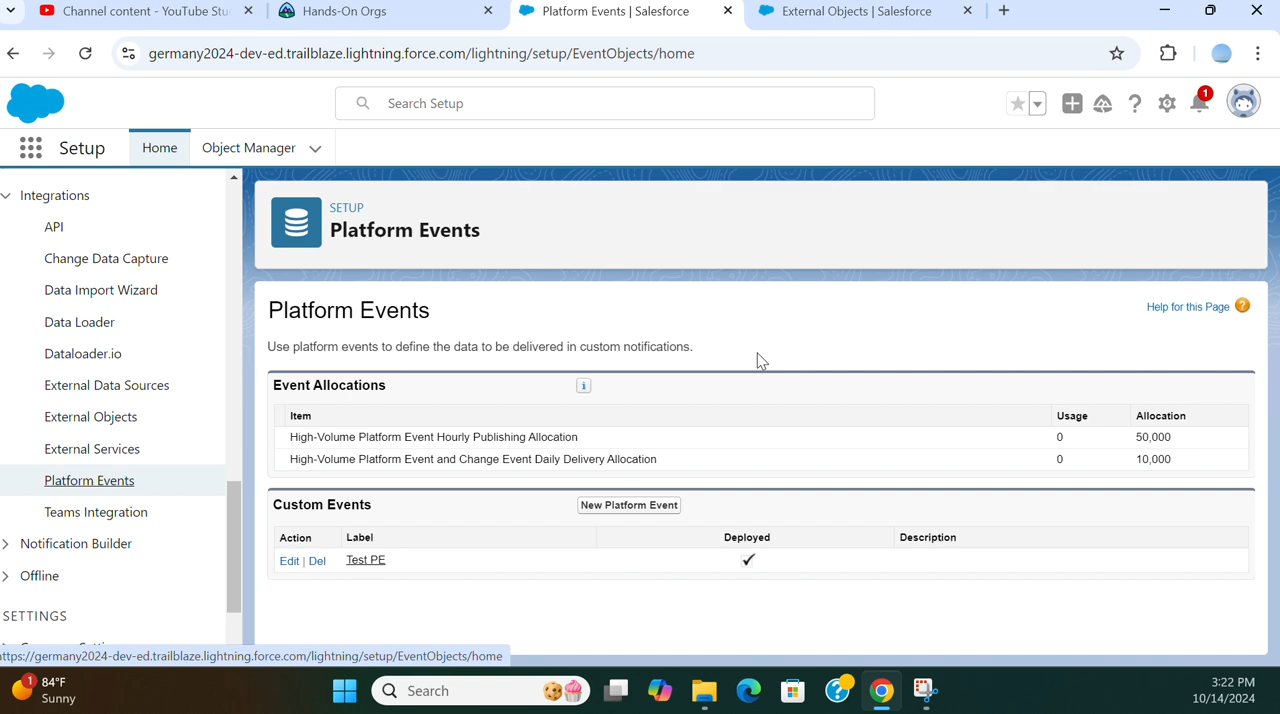 Channel content - YouTube Stu
Hands-On Orgs
Platform Events | Salesforce
External Objects | Salesforce
germany2024-dev-ed.trailblaze.lightning.force.com/lightning/setup/EventObjects/home
Search Setup
1
Setup
Home
Object Manager
Integrations
API
Change Data Capture
Data Import Wizard
Data Loader
Dataloader.io
External Data Sources
External Objects
External Services
Platform Events
Teams Integration
Notification Builder
Offline
SETTINGS
SETUP
Platform Events
Platform Events
Help for this Page ?
Use platform events to define the data to be delivered in custom notifications.
Event Allocations i
Item Usage Allocation
High-Volume Platform Event Hourly Publishing Allocation 0 50,000
High-Volume Platform Event and Change Event Daily Delivery Allocation 0 10,000
Custom Events New Platform Event
Action Label Deployed Description
Edit | Del Test PE
ttps://germany2024-dev-ed.trailblaze.lightning.force.com/lightning/setup/EventObjects/home
1
84°F
Sunny
Search
3:22 PM
10/14/2024